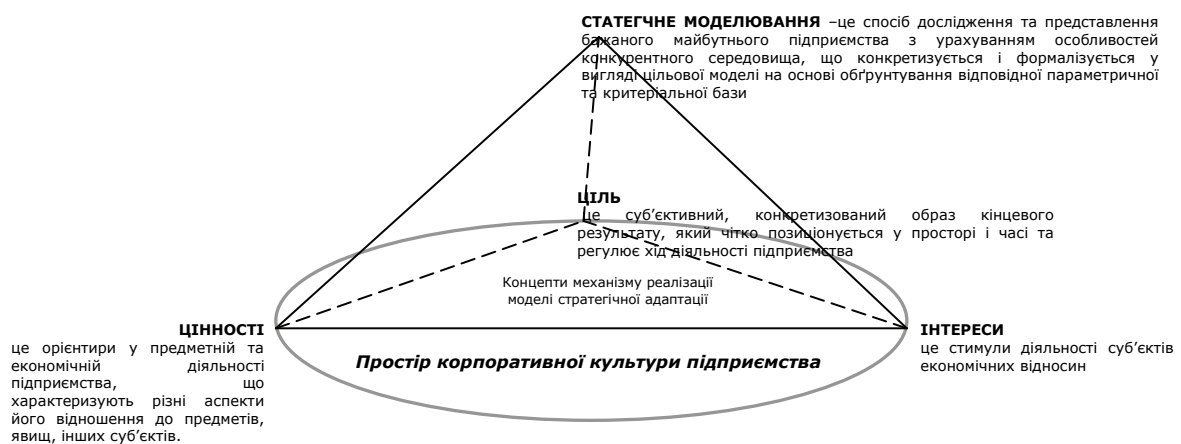 СТАТЕГЧНЕ МОДЕЛЮВАННЯ –це спосіб дослідження та представлення
бажаного майбутнього підприємства з урахуванням особливостей
конкурентного середовища, що конкретизується і формалізується у
вигляді цільової моделі на основі обґрунтування відповідної параметричної
та критеріальної бази
ЦІЛЬ
це суб’єктивний, конкретизований образ кінцевого
результату, який чітко позиціонується у просторі і часі та
регулює хід діяльності підприємства
Концепти механізму реалізації
моделі стратегічної адаптації
ЦІННОСТІ
це орієнтири у предметній та
економічній діяльності
підприємства, що
характеризують різні аспекти
його відношення до предметів,
явищ, інших суб’єктів.
ІНТЕРЕСИ
це стимули діяльності суб’єктів
економічних відносин
Простір корпоративної культури підприємства